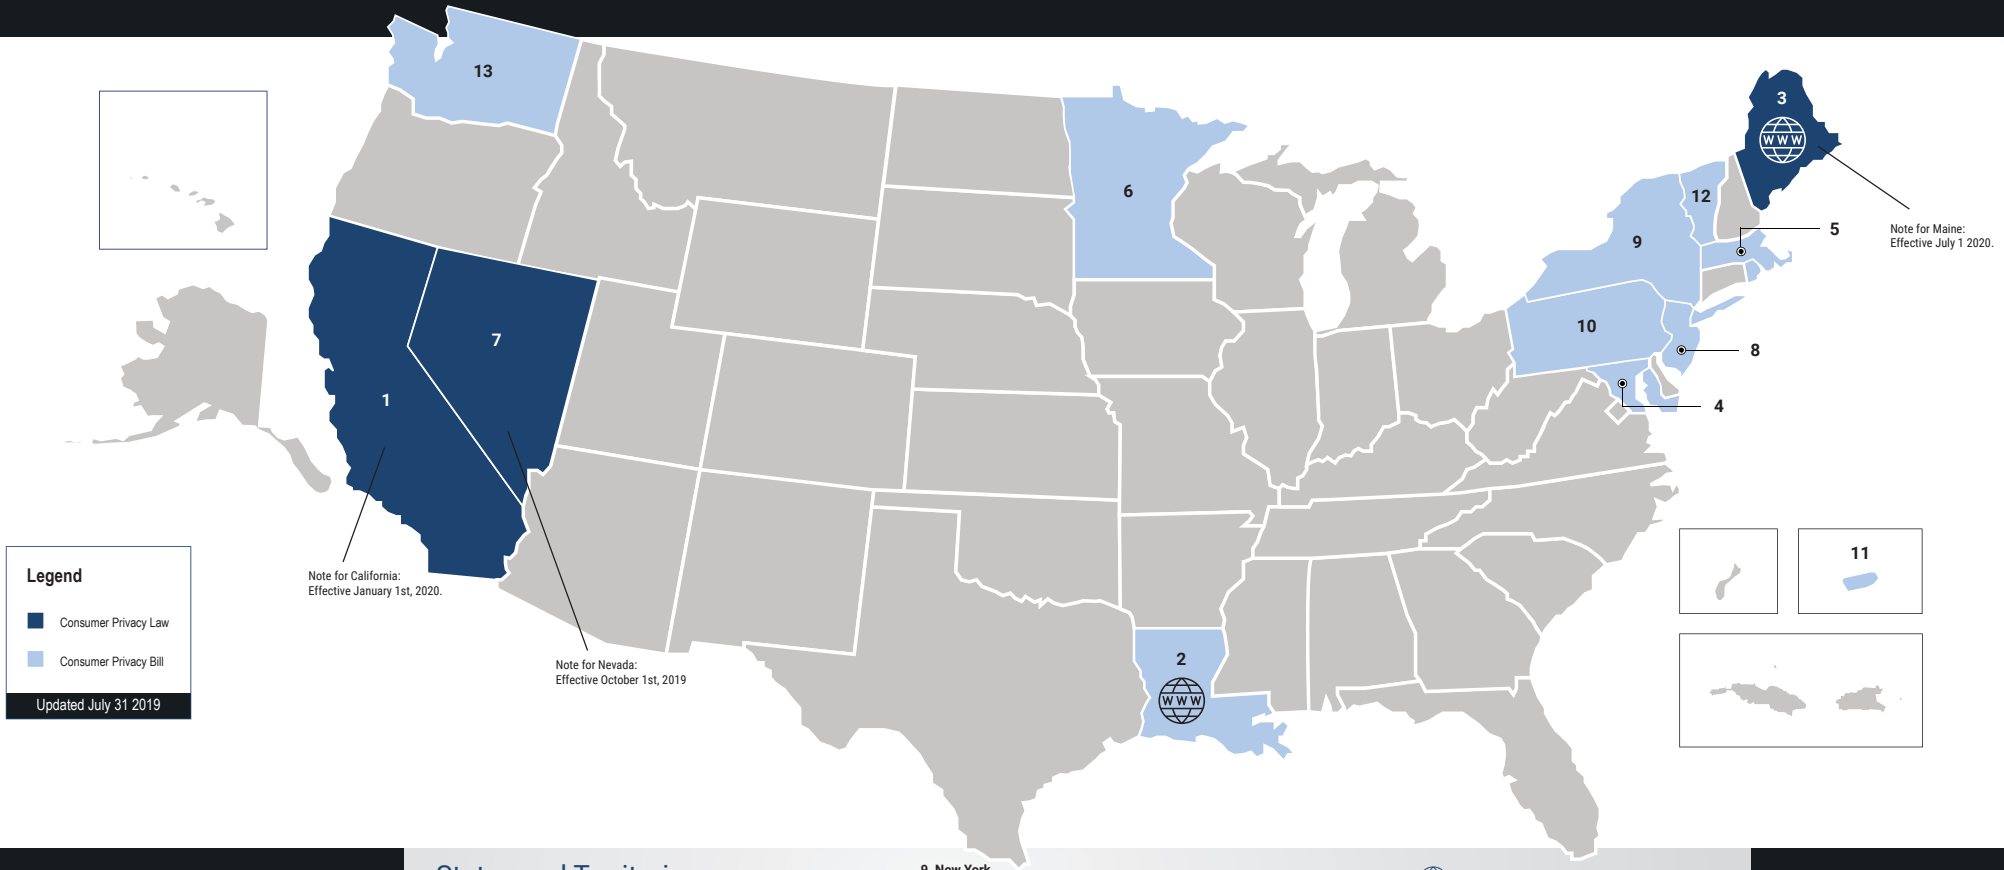 13
3
WWW
6
12
5
Note for Maine:
Effective July 1 2020.
9
10
7
8
1
4
Note for California:
Effective January 1st, 2020.
11
Legend
Consumer Privacy Law
Consumer Privacy Bill
Updated July 31 2019
Note for Nevada:
Effective October 1st, 2019
2
WWW
9. New York